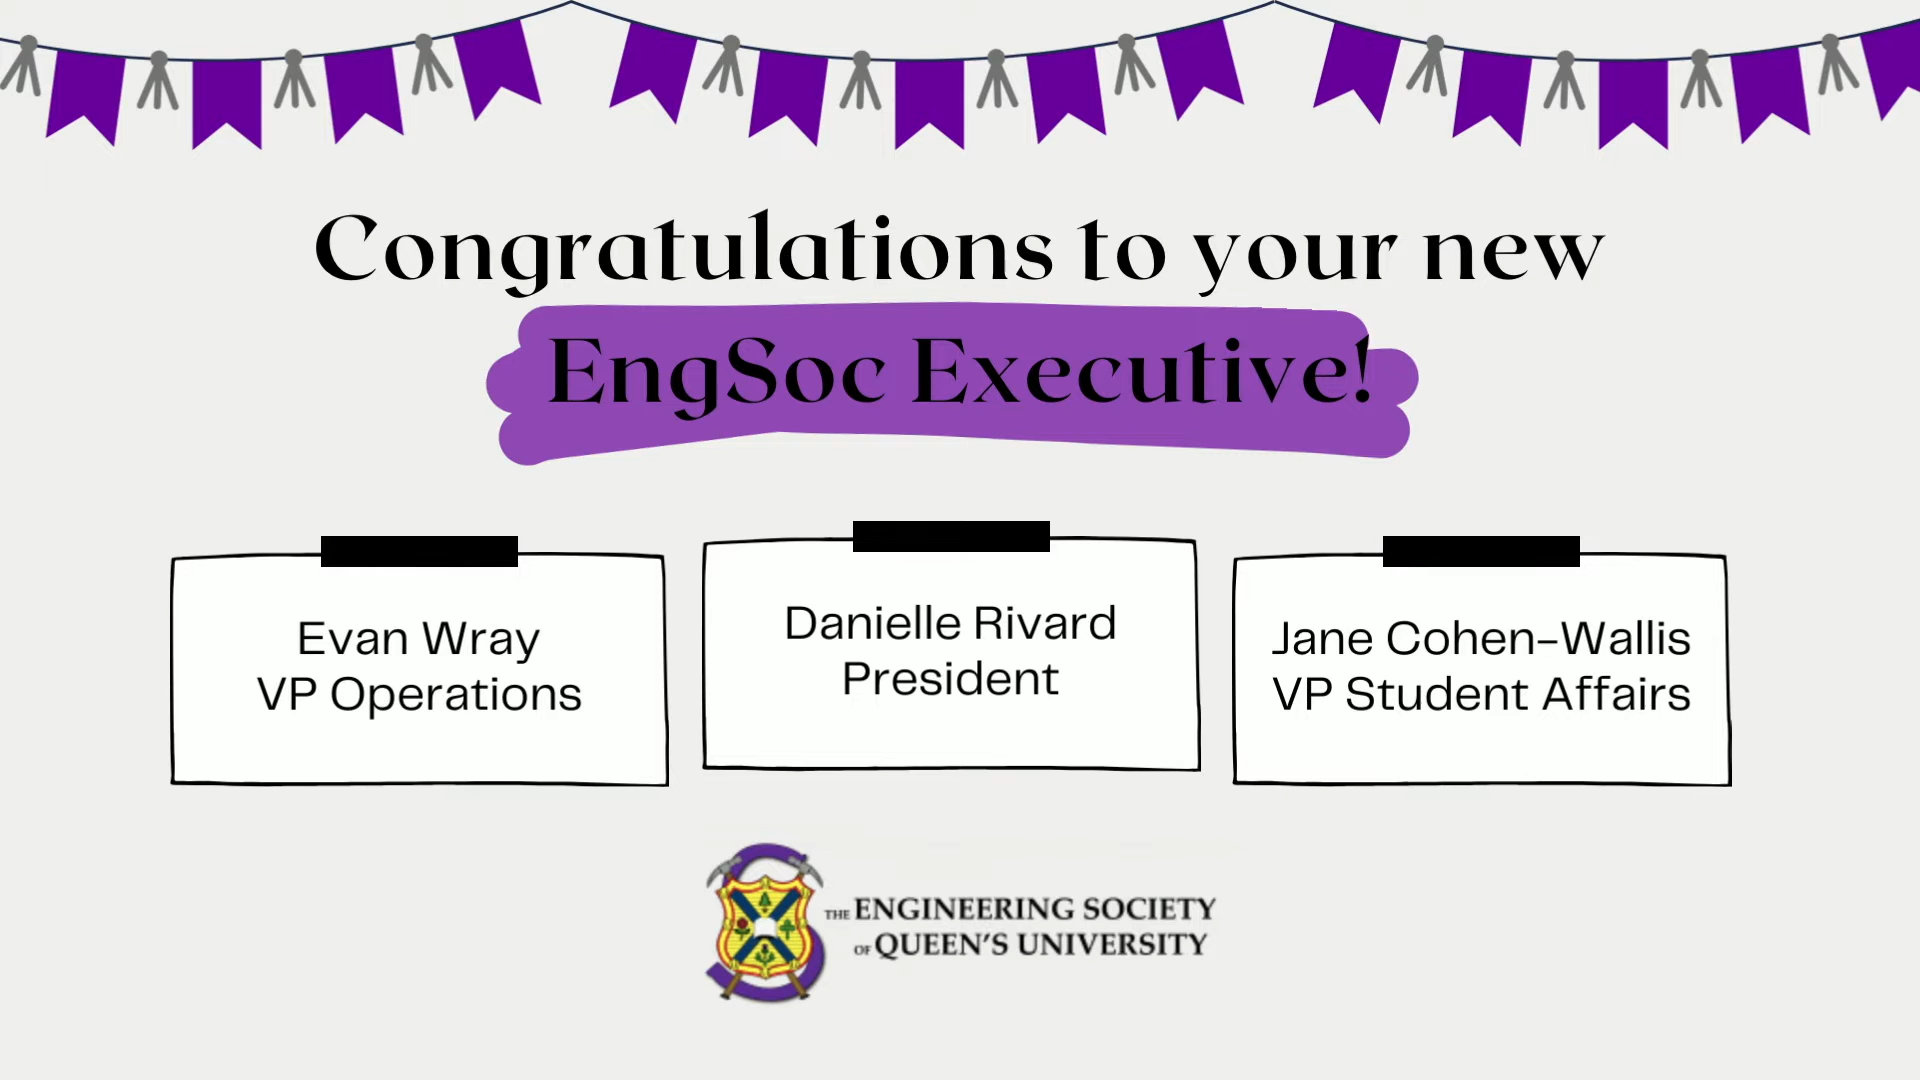 Congratulations to your new
EngSoc Executive!
Evan Wray
VP Operations
Danielle Rivard
President
Jane Cohen-Wallis
VP Student Affairs
THE ENGINEERING SOCIETY
OF QUEEN'S UNIVERSITY